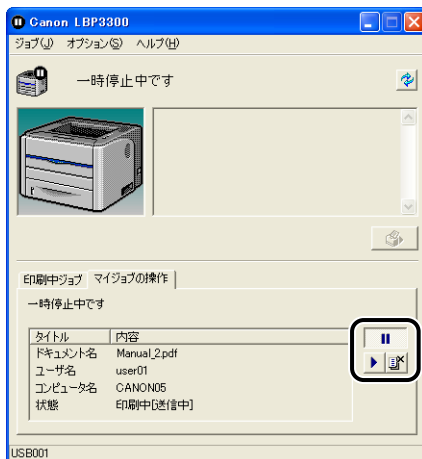 Canon LBP3300
ジョブ(J) オプション(S) ヘルプ(H)
一時停止中です
印刷中ジョブ マイジョブの操作
一時停止中です
タイトル 内容
ドキュメント名 Manual_2.pdf
ユーザ名 user01
コンピュータ名 CANON05
状態 印刷中[送信中]
USB001